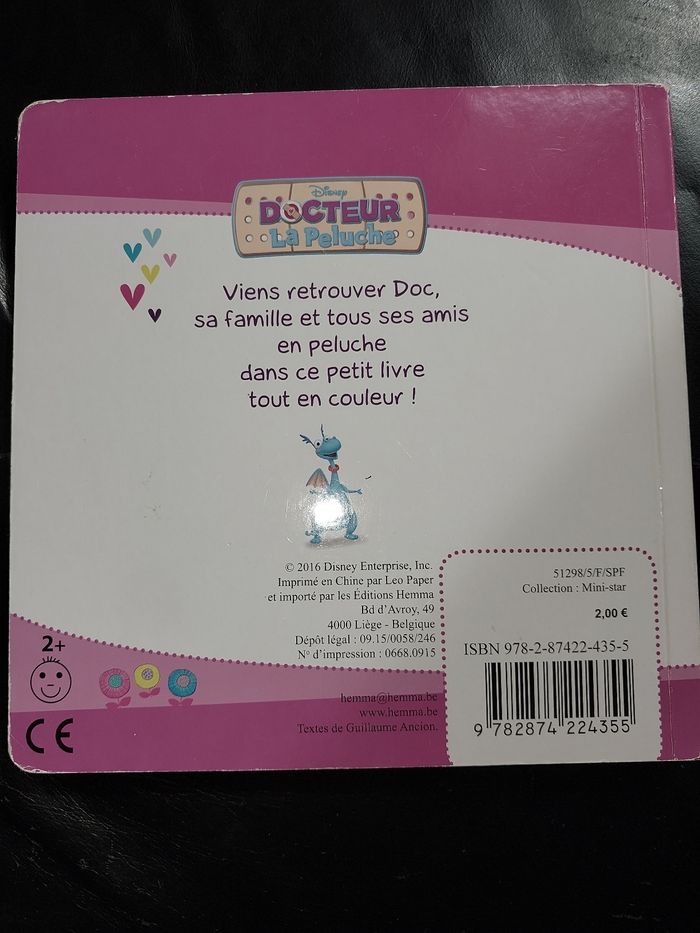 Disney
DOCTEUR
La Peluche
Viens retrouver Doc,
sa famille et tous ses amis
en peluche
dans ce petit livre
tout en couleur !
© 2016 Disney Enterprise, Inc.
Imprimé en Chine par Leo Paper
et importé par les Éditions Hemma
Bd d'Avroy, 49
4000 Liège - Belgique
Dépôt légal : 09.15/0058/246
N° d'impression : 0668.0915
hemma@hemma.be
www.hemma.be
Textes de Guillaume Ancion.
51298/5/F/SPF
Collection : Mini-star
2,00 €
ISBN 978-2-87422-435-5
9 782874 224355
2+
CE